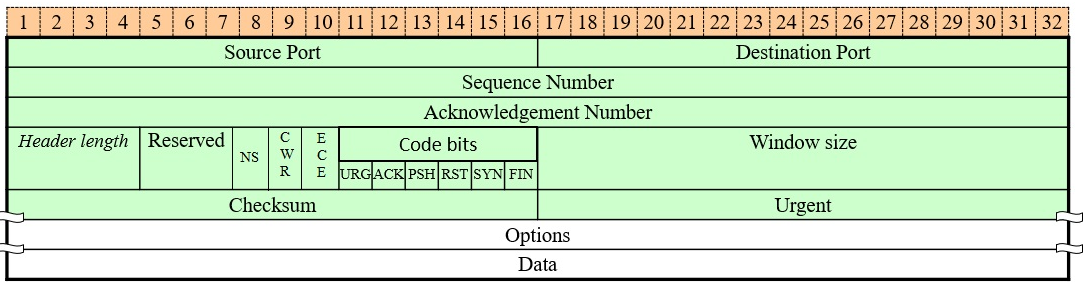 1 2 3 4 5 6 7 8 9 10 11 12 13 14 15 16 17 18 19 20 21 22 23 24 25 26 27 28 29 30 31 32
Source Port Destination Port
Sequence Number
Acknowledgement Number
Header length Reserved NS CWR ECE Code bits Window size
URG ACK PSH RST SYN FIN
Checksum Urgent
Options
Data